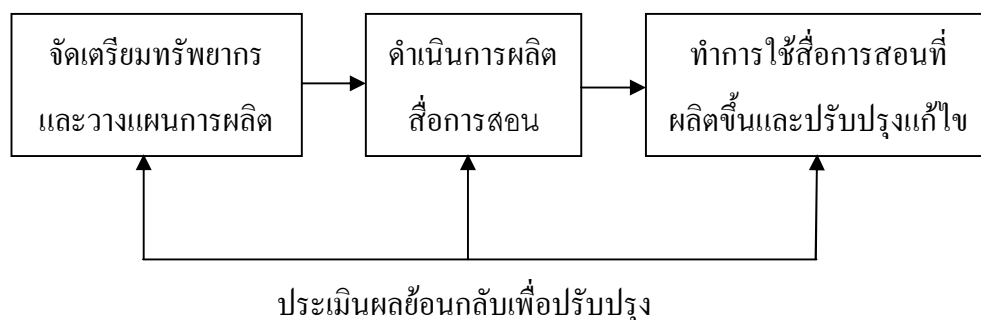 จัดเตรียมทรัพยากร
และวางแผนการผลิต
ดำเนินการผลิต
สื่อการสอน
ทำการใช้สื่อการสอนที่
ผลิตขึ้นและปรับปรุงแก้ไข
ประเมินผลย้อนกลับเพื่อปรับปรุง